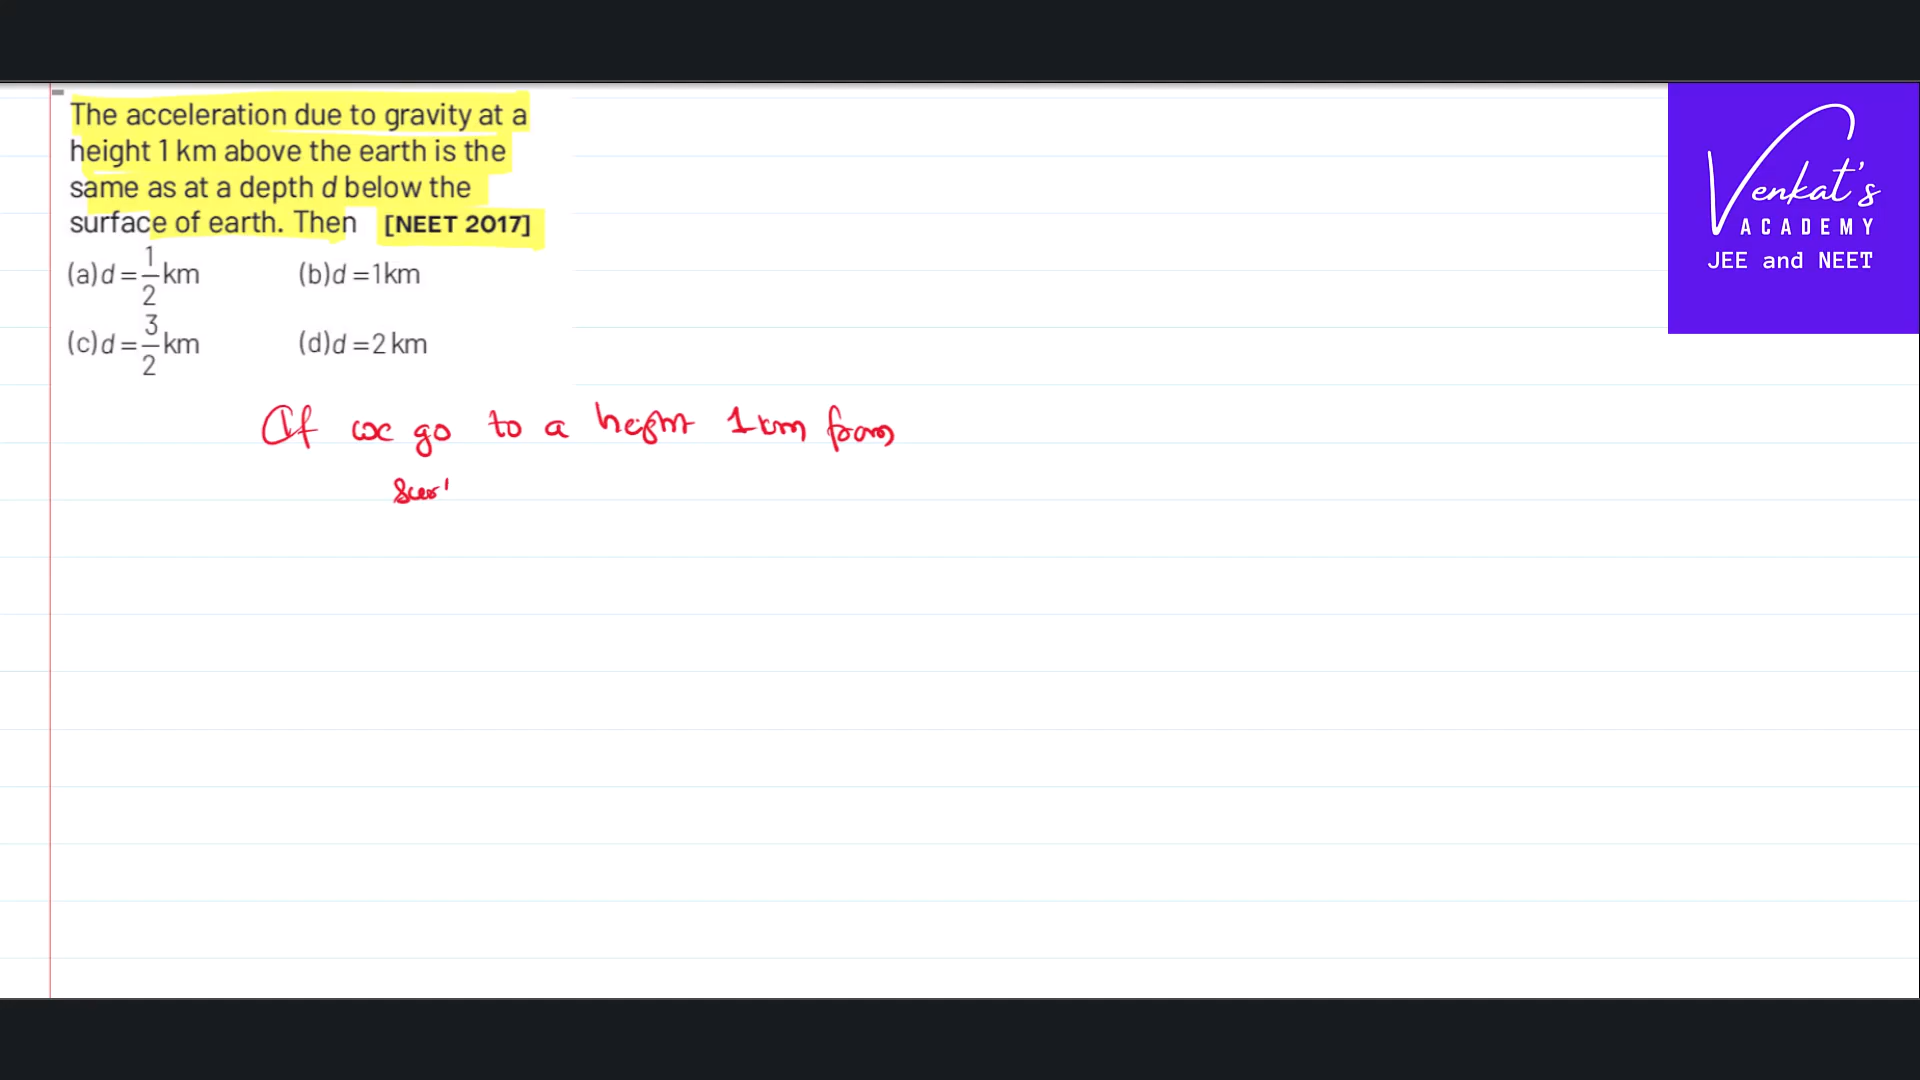 The acceleration due to gravity at a
height 1 km above the earth is the
same as at a depth d below the
surface of earth. Then [NEET 2017]
(a) d = 1/2 km (b) d = 1 km
(c) d = 3/2 km (d) d = 2 km
If we go to a height 1 km from
Venkat's
ACADEMY
JEE and NEET